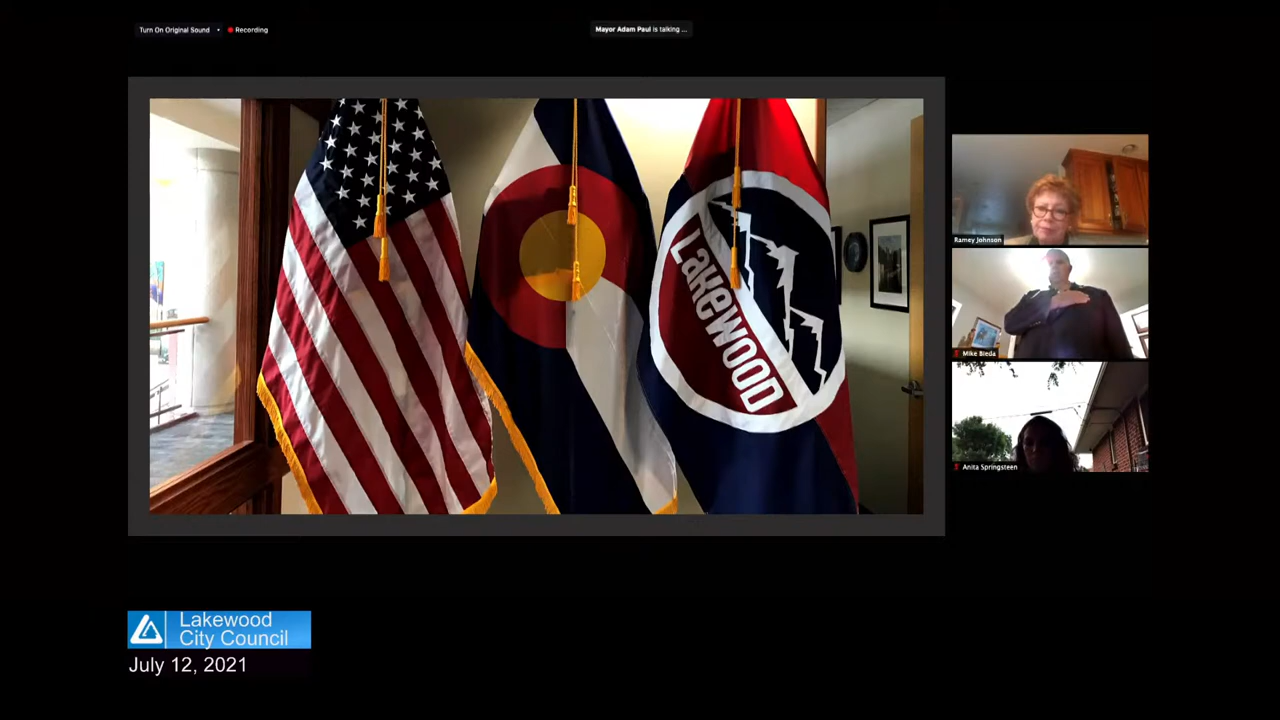 Turn On Original Sound
Recording
Mayor Adam Paul is talking ...
Lakewood
Ramey Johnson
Mike Bieda
Anita Springsteen
Lakewood
City Council
July 12, 2021